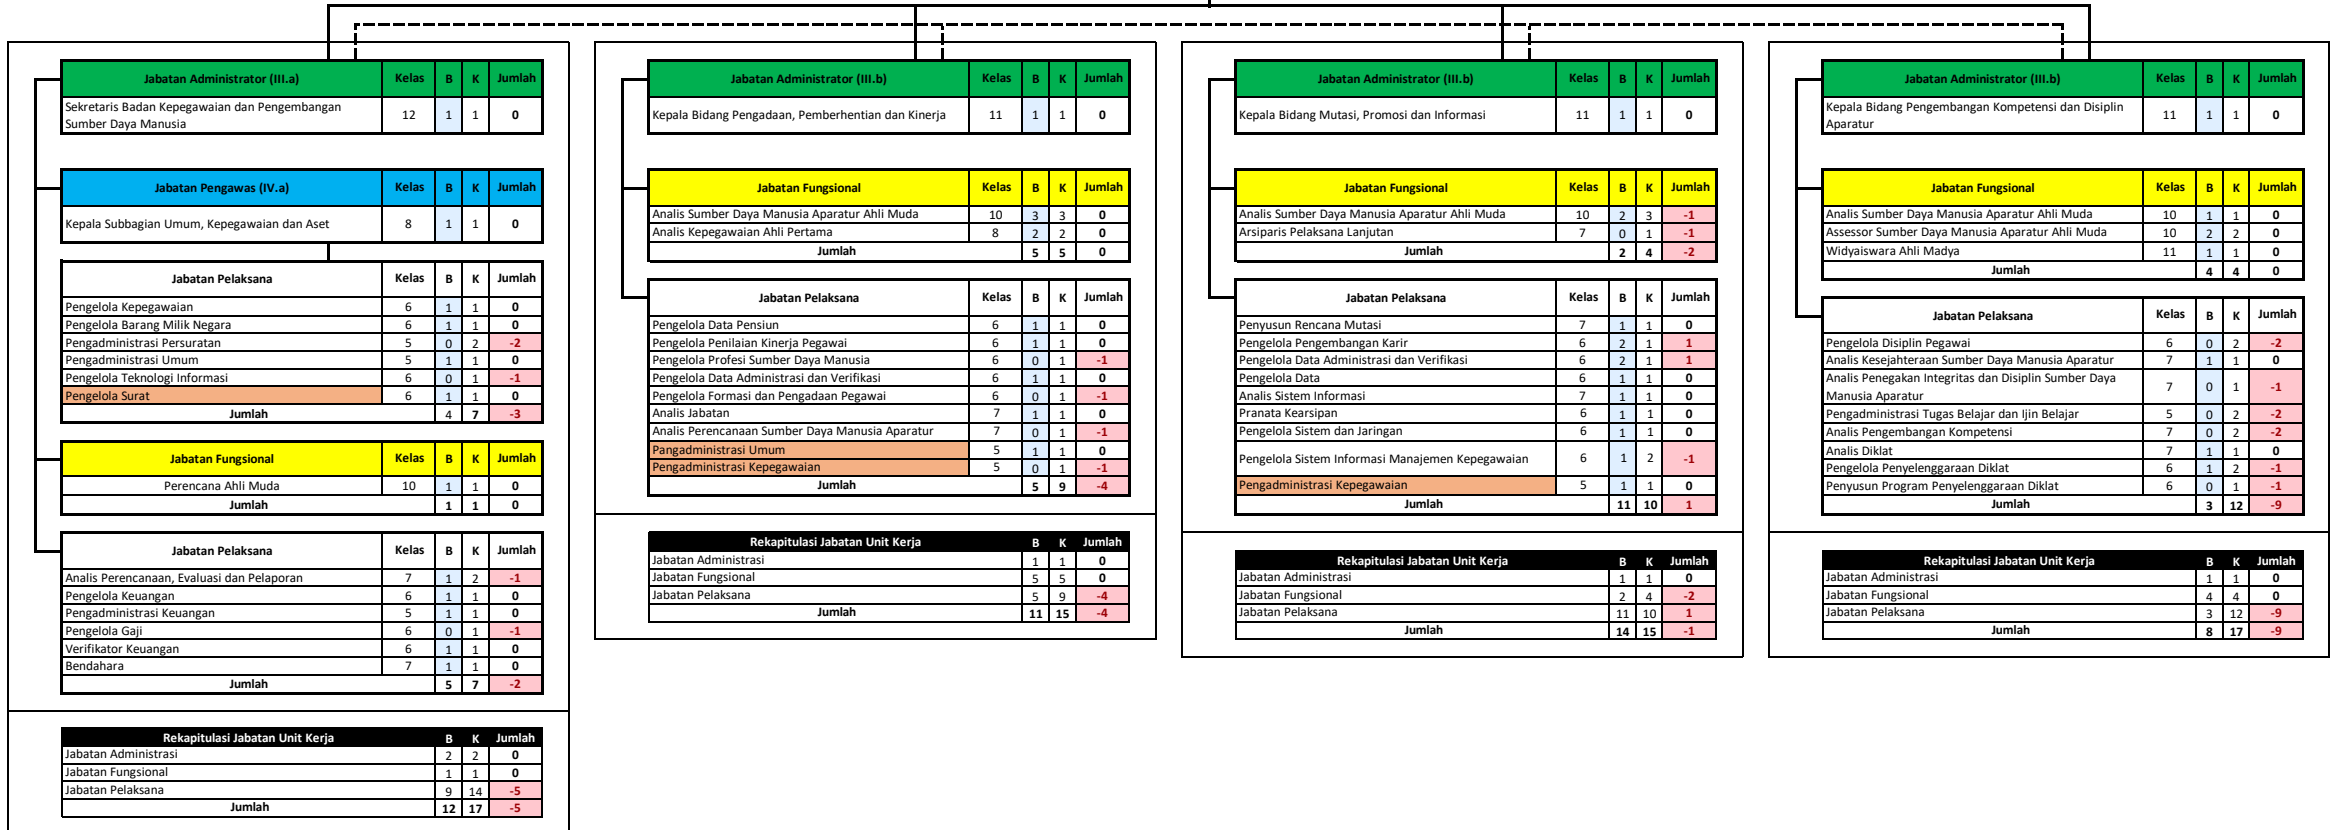 Jabatan Administrator (III.a) Kelas B K Jumlah
Sekretaris Badan Kepegawaian dan Pengembangan
Sumber Daya Manusia 12 1 1 0
Jabatan Pengawas (IV.a) Kelas B K Jumlah
Kepala Subbagian Umum, Kepegawaian dan Aset 8 1 1 0
Jabatan Pelaksana Kelas B K Jumlah
Pengelola Kepegawaian 6 1 1 0
Pengelola Barang Milik Negara 6 1 1 0
Pengadministrasi Persuratan 5 0 2 -2
Pengadministrasi Umum 5 1 1 0
Pengelola Teknologi Informasi 6 0 1 -1
Pengelola Surat 6 1 1 0
Jumlah 4 7 -3
Jabatan Fungsional Kelas B K Jumlah
Perencana Ahli Muda 10 1 1 0
Jumlah 1 1 0
Jabatan Pelaksana Kelas B K Jumlah
Analis Perencanaan, Evaluasi dan Pelaporan 7 1 2 -1
Pengelola Keuangan 6 1 1 0
Pengadministrasi Keuangan 5 1 1 0
Pengelola Gaji 6 0 1 -1
Verifikator Keuangan 6 1 1 0
Bendahara 7 1 1 0
Jumlah 5 7 -2
Rekapitulasi Jabatan Unit Kerja B K Jumlah
Jabatan Administrasi 2 2 0
Jabatan Fungsional 1 1 0
Jabatan Pelaksana 9 14 -5
Jumlah 12 17 -5
Jabatan Administrator (III.b) Kelas B K Jumlah
Kepala Bidang Pengadaan, Pemberhentian dan Kinerja 11 1 1 0
Jabatan Fungsional Kelas B K Jumlah
Analis Sumber Daya Manusia Aparatur Ahli Muda 10 3 3 0
Analis Kepegawaian Ahli Pertama 8 2 2 0
Jumlah 5 5 0
Jabatan Pelaksana Kelas B K Jumlah
Pengelola Data Pensiun 6 1 1 0
Pengelola Penilaian Kinerja Pegawai 6 1 1 0
Pengelola Profesi Sumber Daya Manusia 6 0 1 -1
Pengelola Data Administrasi dan Verifikasi 6 1 1 0
Pengelola Formasi dan Pengadaan Pegawai 6 0 1 -1
Analis Jabatan 7 1 1 0
Analis Perencanaan Sumber Daya Manusia Aparatur 7 0 1 -1
Pangadministrasi Umum 5 1 1 0
Pengadministrasi Kepegawaian 5 0 1 -1
Jumlah 5 9 -4
Rekapitulasi Jabatan Unit Kerja B K Jumlah
Jabatan Administrasi 1 1 0
Jabatan Fungsional 5 5 0
Jabatan Pelaksana 5 9 -4
Jumlah 11 15 -4
Jabatan Administrator (III.b) Kelas B K Jumlah
Kepala Bidang Mutasi, Promosi dan Informasi 11 1 1 0
Jabatan Fungsional Kelas B K Jumlah
Analis Sumber Daya Manusia Aparatur Ahli Muda 10 2 3 -1
Arsiparis Pelaksana Lanjutan 7 0 1 -1
Jumlah 2 4 -2
Jabatan Pelaksana Kelas B K Jumlah
Penyusun Rencana Mutasi 7 1 1 0
Pengelola Pengembangan Karir 6 2 1 1
Pengelola Data Administrasi dan Verifikasi 6 2 1 1
Pengelola Data 6 1 1 0
Analis Sistem Informasi 7 1 1 0
Pranata Kearsipan 6 1 1 0
Pengelola Sistem dan Jaringan 6 1 1 0
Pengelola Sistem Informasi Manajemen Kepegawaian 6 1 2 -1
Pengadministrasi Kepegawaian 5 1 1 0
Jumlah 11 10 1
Rekapitulasi Jabatan Unit Kerja B K Jumlah
Jabatan Administrasi 1 1 0
Jabatan Fungsional 2 4 -2
Jabatan Pelaksana 11 10 1
Jumlah 14 15 -1
Jabatan Administrator (III.b) Kelas B K Jumlah
Kepala Bidang Pengembangan Kompetensi dan Disiplin
Aparatur 11 1 1 0
Jabatan Fungsional Kelas B K Jumlah
Analis Sumber Daya Manusia Aparatur Ahli Muda 10 1 1 0
Assessor Sumber Daya Manusia Aparatur Ahli Muda 10 2 2 0
Widyaiswara Ahli Madya 11 1 1 0
Jumlah 4 4 0
Jabatan Pelaksana Kelas B K Jumlah
Pengelola Disiplin Pegawai 6 0 2 -2
Analis Kesejahteraan Sumber Daya Manusia Aparatur 7 1 1 0
Analis Penegakan Integritas dan Disiplin Sumber Daya
Manusia Aparatur 7 0 1 -1
Pengadministrasi Tugas Belajar dan Ijin Belajar 5 0 2 -2
Analis Pengembangan Kompetensi 7 0 2 -2
Analis Diklat 7 1 1 0
Pengelola Penyelenggaraan Diklat 6 1 2 -1
Penyusun Program Penyelenggaraan Diklat 6 0 1 -1
Jumlah 3 12 -9
Rekapitulasi Jabatan Unit Kerja B K Jumlah
Jabatan Administrasi 1 1 0
Jabatan Fungsional 4 4 0
Jabatan Pelaksana 3 12 -9
Jumlah 8 17 -9